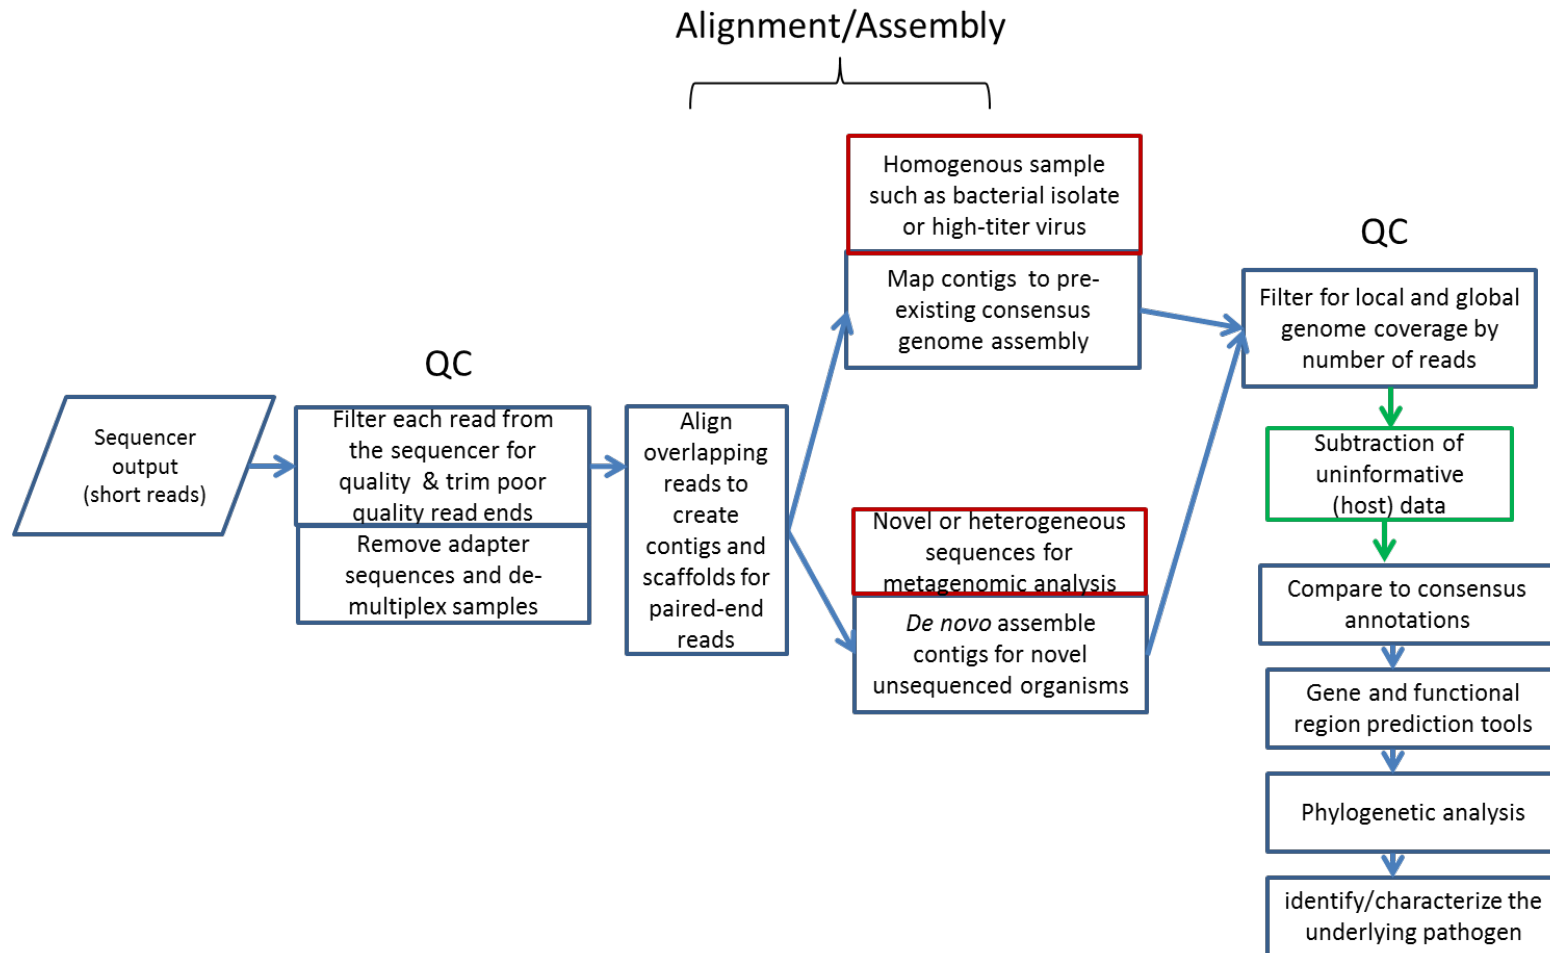 Alignment/Assembly
Homogenous sample
such as bacterial isolate
or high-titer virus
Map contigs to pre-
existing consensus
genome assembly
QC
Filter for local and global
genome coverage by
number of reads
QC
Sequencer
output
(short reads)
Filter each read from
the sequencer for
quality & trim poor
quality read ends
Remove adapter
sequences and de-
multiplex samples
Align
overlapping
reads to
create
contigs and
scaffolds for
paired-end
reads
Novel or heterogeneous
sequences for
metagenomic analysis
De novo assemble
contigs for novel
unsequenced organisms
Subtraction of
uninformative
(host) data
Compare to consensus
annotations
Gene and functional
region prediction tools
Phylogenetic analysis
identify/characterize the
underlying pathogen